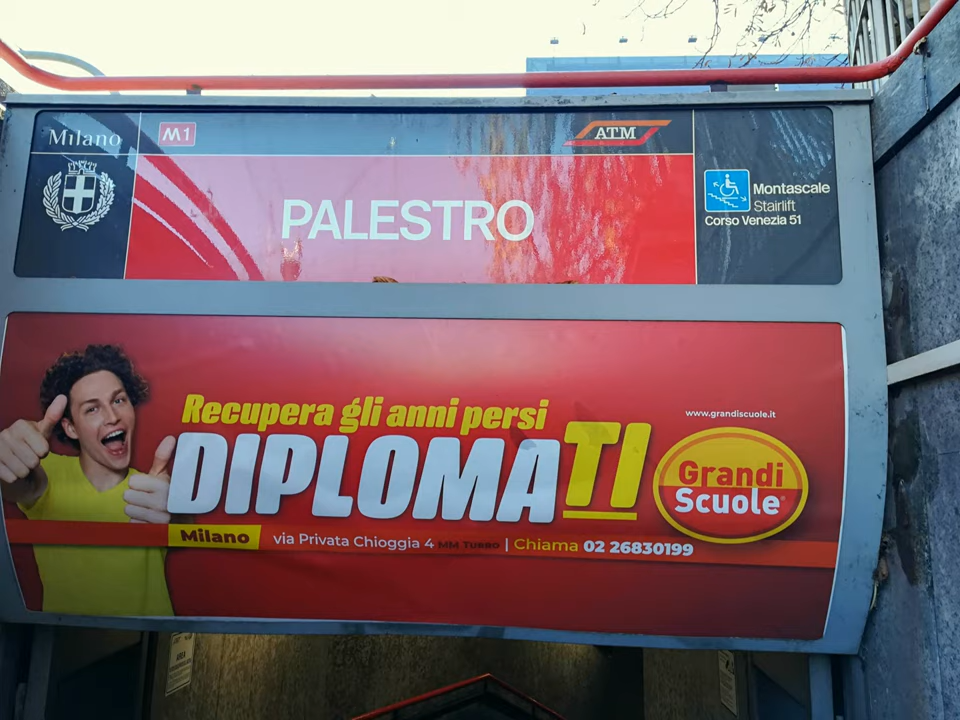 Milano
M1
ATM
PALESTRO
Montascale
Stairlift
Corso Venezia 51
www.grandiscuole.it
Recupera gli anni persi
DIPLOMATI
Grandi
Scuole
Milano via Privata Chioggia 4 MM TURRO | Chiama 02 26830199